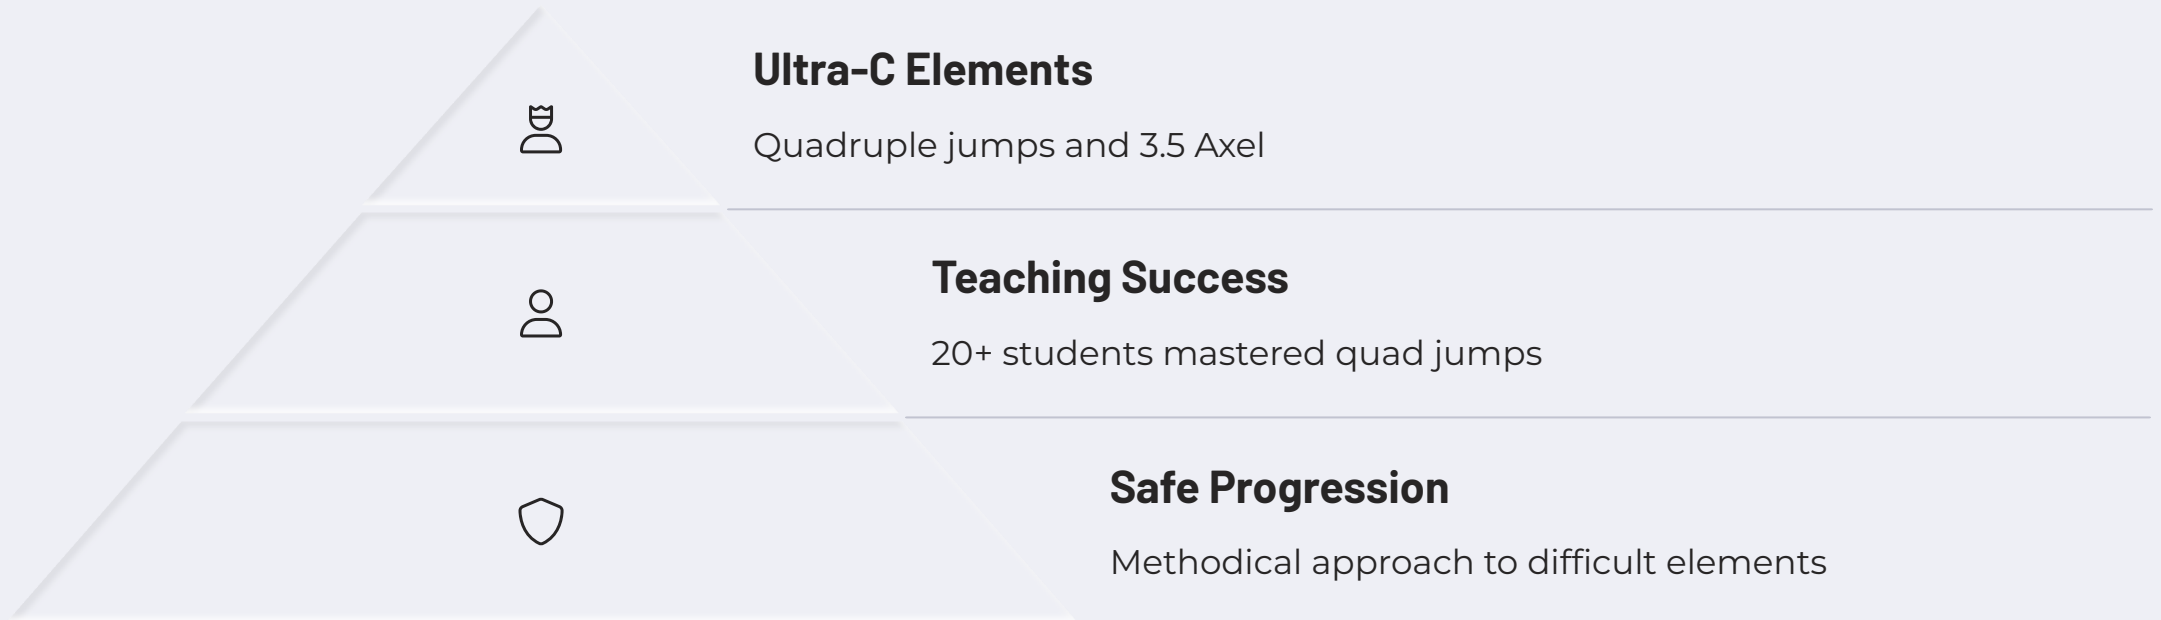 Ultra-C Elements
Quadruple jumps and 3.5 Axel
Teaching Success
20+ students mastered quad jumps
Safe Progression
Methodical approach to difficult elements